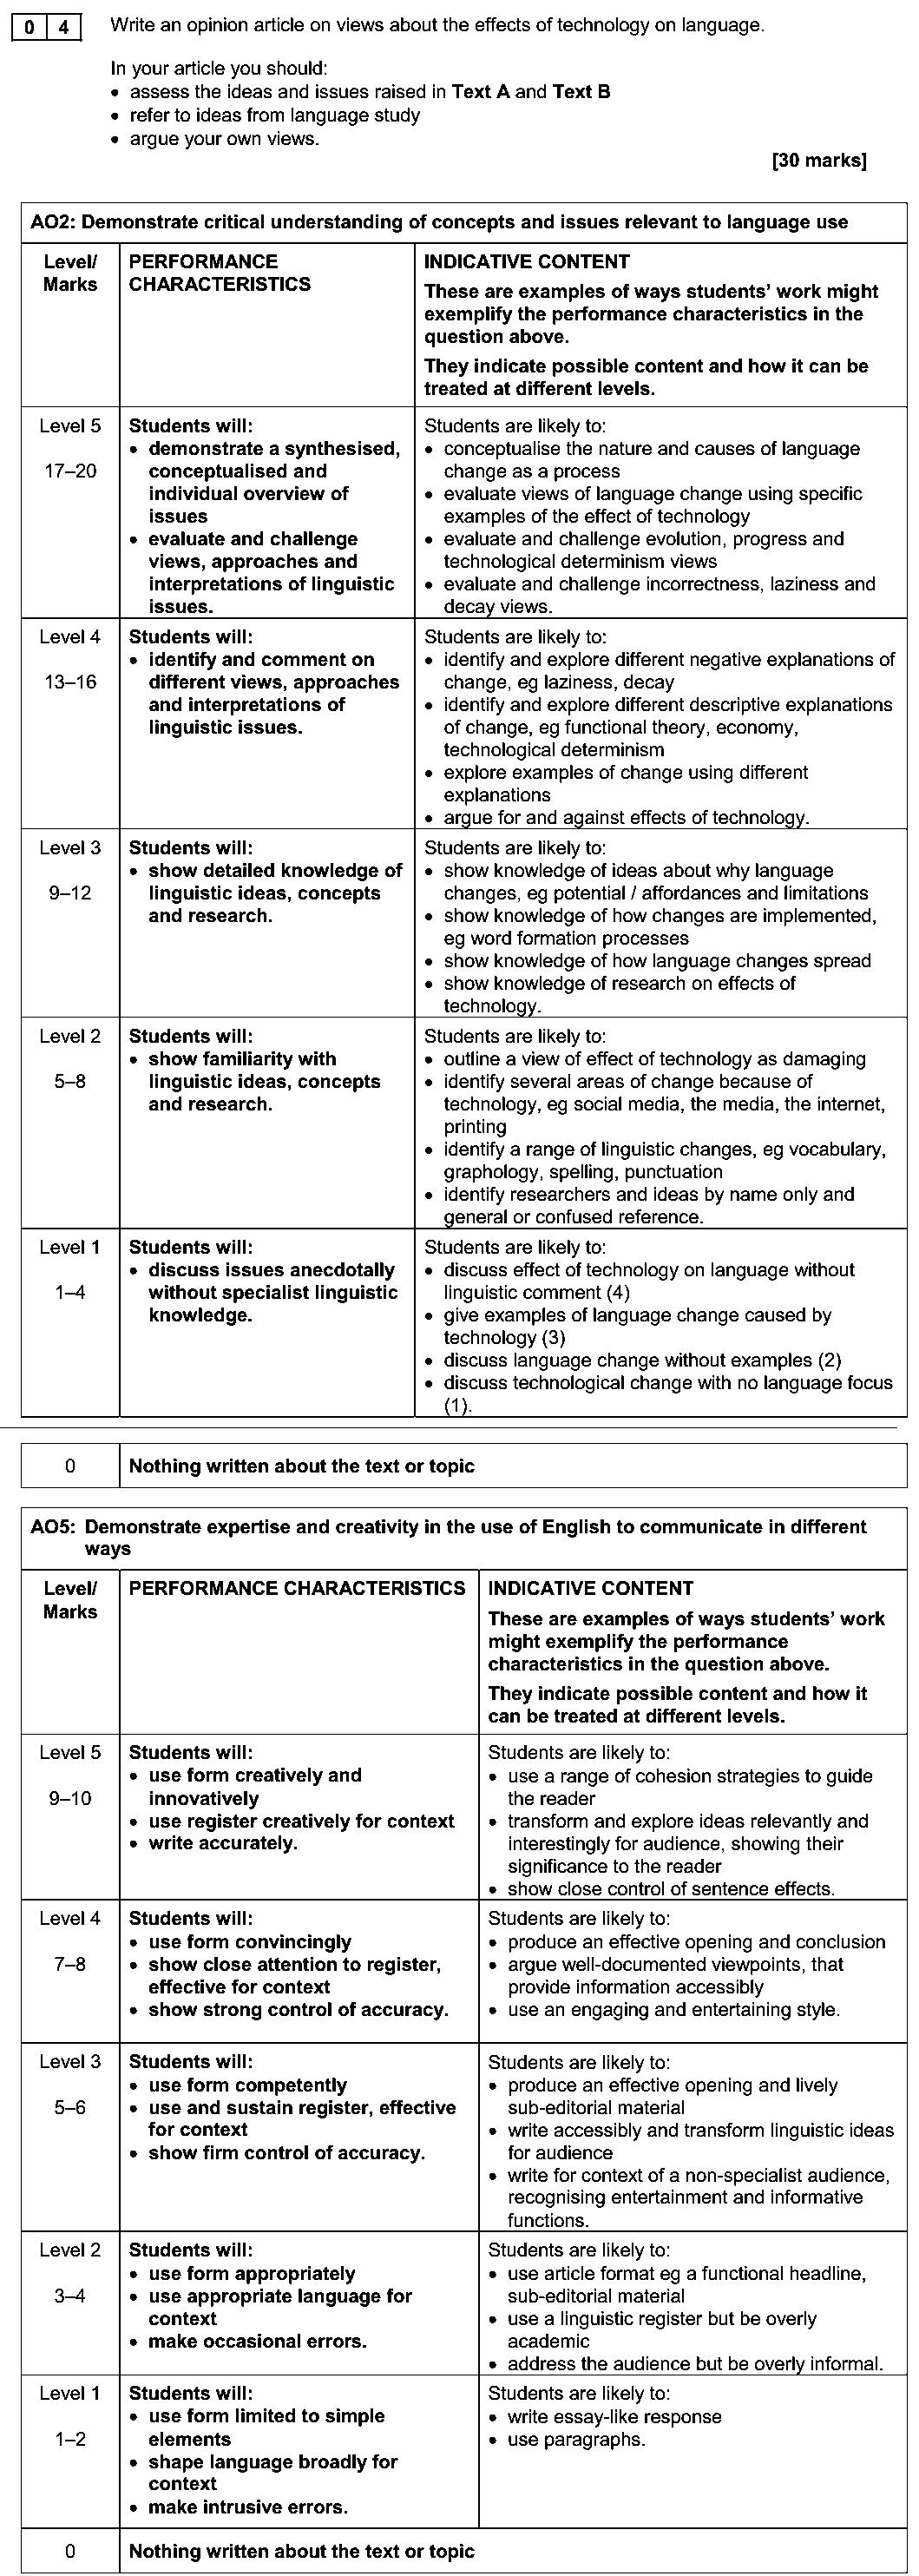 0 4 Write an opinion article on views about the effects of technology on language.
In your article you should:
• assess the ideas and issues raised in Text A and Text B
• refer to ideas from language study
• argue your own views.
[30 marks]
AO2: Demonstrate critical understanding of concepts and issues relevant to language use
Level/
Marks
PERFORMANCE
CHARACTERISTICS
INDICATIVE CONTENT
These are examples of ways students' work might
exemplify the performance characteristics in the
question above.
They indicate possible content and how it can be
treated at different levels.
Level 5
17–20
Students will:
• demonstrate a synthesised,
conceptualised and
individual overview of
issues
• evaluate and challenge
views, approaches and
interpretations of linguistic
issues.
Students are likely to:
• conceptualise the nature and causes of language
change as a process
• evaluate views of language change using specific
examples of the effect of technology
• evaluate and challenge evolution, progress and
technological determinism views
• evaluate and challenge incorrectness, laziness and
decay views.
Level 4
13–16
Students will:
• identify and comment on
different views, approaches
and interpretations of
linguistic issues.
Students are likely to:
• identify and explore different negative explanations of
change, eg laziness, decay
• identify and explore different descriptive explanations
of change, eg functional theory, economy,
technological determinism
• explore examples of change using different
explanations
• argue for and against effects of technology.
Level 3
9–12
Students will:
• show detailed knowledge of
linguistic ideas, concepts
and research.
Students are likely to:
• show knowledge of ideas about why language
changes, eg potential / affordances and limitations
• show knowledge of how changes are implemented,
eg word formation processes
• show knowledge of how language changes spread
• show knowledge of research on effects of
technology.
Level 2
5–8
Students will:
• show familiarity with
linguistic ideas, concepts
and research.
Students are likely to:
• outline a view of effect of technology as damaging
• identify several areas of change because of
technology, eg social media, the media, the internet,
printing
• identify a range of linguistic changes, eg vocabulary,
graphology, spelling, punctuation
• identify researchers and ideas by name only and
general or confused reference.
Level 1
1–4
Students will:
• discuss issues anecdotally
without specialist linguistic
knowledge.
Students are likely to:
• discuss effect of technology on language without
linguistic comment (4)
• give examples of language change caused by
technology (3)
• discuss language change without examples (2)
• discuss technological change with no language focus
(1).
0
Nothing written about the text or topic
AO5: Demonstrate expertise and creativity in the use of English to communicate in different
ways
Level/
Marks
PERFORMANCE CHARACTERISTICS
INDICATIVE CONTENT
These are examples of ways students' work
might exemplify the performance
characteristics in the question above.
They indicate possible content and how it
can be treated at different levels.
Level 5
9–10
Students will:
• use form creatively and
innovatively
• use register creatively for context
• write accurately.
Students are likely to:
• use a range of cohesion strategies to guide
the reader
• transform and explore ideas relevantly and
interestingly for audience, showing their
significance to the reader
• show close control of sentence effects.
Level 4
7–8
Students will:
• use form convincingly
• show close attention to register,
effective for context
• show strong control of accuracy.
Students are likely to:
• produce an effective opening and conclusion
• argue well-documented viewpoints, that
provide information accessibly
• use an engaging and entertaining style.
Level 3
5–6
Students will:
• use form competently
• use and sustain register, effective
for context
• show firm control of accuracy.
Students are likely to:
• produce an effective opening and lively
sub-editorial material
• write accessibly and transform linguistic ideas
for audience
• write for context of a non-specialist audience,
recognising entertainment and informative
functions.
Level 2
3–4
Students will:
• use form appropriately
• use appropriate language for
context
• make occasional errors.
Students are likely to:
• use article format eg a functional headline,
sub-editorial material
• use a linguistic register but be overly
academic
• address the audience but be overly informal.
Level 1
1–2
Students will:
• use form limited to simple
elements
• shape language broadly for
context
• make intrusive errors.
Students are likely to:
• write essay-like response
• use paragraphs.
0
Nothing written about the text or topic